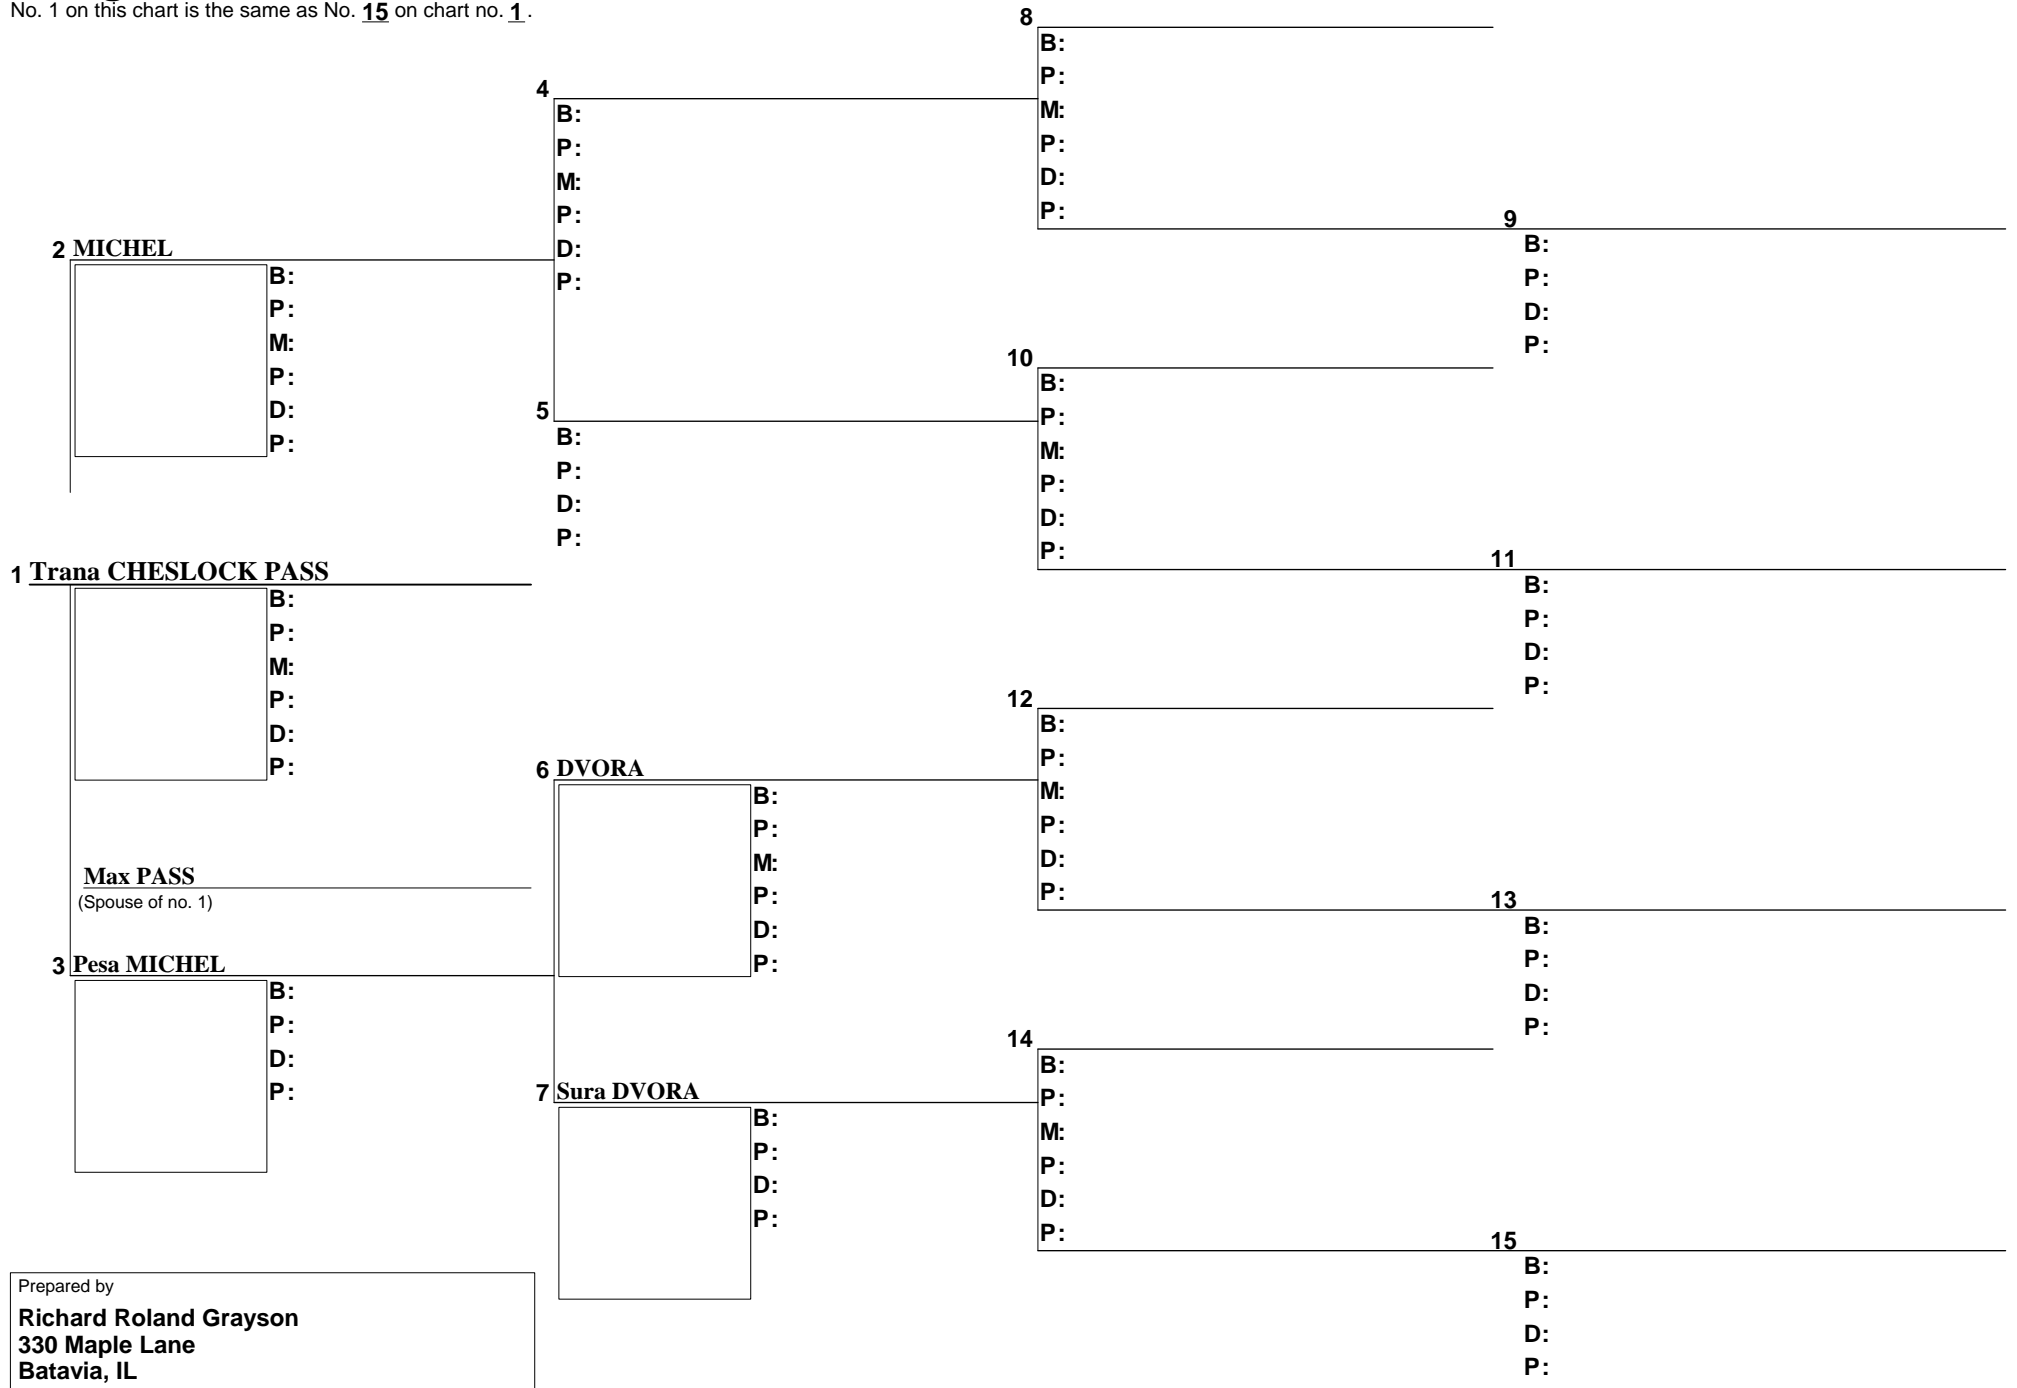 No. 1 on this chart is the same as No. 15 on chart no. 1.
8
B:
P:
M:
P:
D:
P:
4
B:
P:
M:
P:
D:
P:
9
B:
P:
D:
P:
2 MICHEL
B:
P:
M:
P:
D:
P:
10
B:
P:
M:
P:
D:
P:
5
B:
P:
D:
P:
11
B:
P:
D:
P:
1 Trana CHESLOCK PASS
B:
P:
M:
P:
D:
P:
12
B:
P:
M:
P:
D:
P:
6 DVORA
B:
P:
M:
P:
D:
P:
Max PASS
(Spouse of no. 1)
13
B:
P:
D:
P:
3 Pesa MICHEL
B:
P:
D:
P:
14
B:
P:
M:
P:
D:
P:
7 Sura DVORA
B:
P:
D:
P:
15
B:
P:
D:
P:
Prepared by
Richard Roland Grayson
330 Maple Lane
Batavia, IL